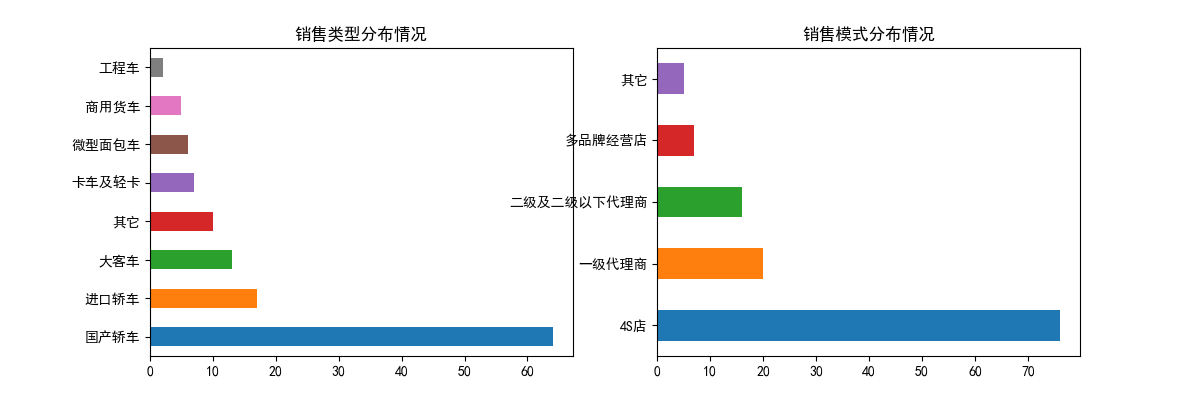 销售类型分布情况
工程车
商用货车
微型面包车
卡车及轻卡
其它
大客车
进口轿车
国产轿车
0 10 20 30 40 50 60
销售模式分布情况
其它
多品牌经营店
二级及二级以下代理商
一级代理商
4S店
0 10 20 30 40 50 60 70